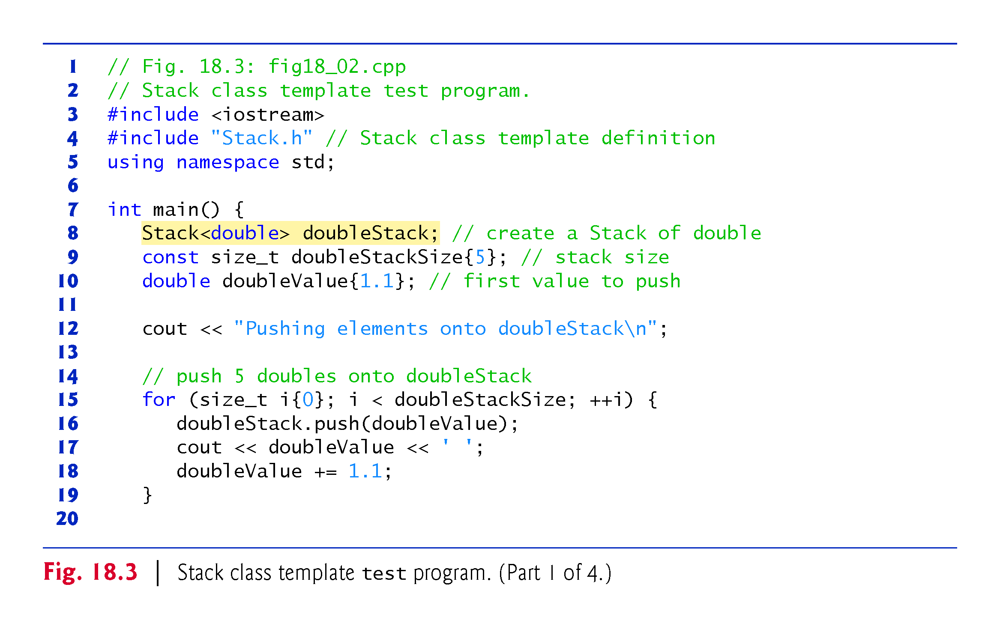 1 // Fig. 18.3: fig18_02.cpp
2 // Stack class template test program.
3 #include <iostream>
4 #include "Stack.h" // Stack class template definition
5 using namespace std;
6
7 int main() {
8 Stack<double> doubleStack; // create a Stack of double
9 const size_t doubleStackSize{5}; // stack size
10 double doubleValue{1.1}; // first value to push
11
12 cout << "Pushing elements onto doubleStack\n";
13
14 // push 5 doubles onto doubleStack
15 for (size_t i{0}; i < doubleStackSize; ++i) {
16 doubleStack.push(doubleValue);
17 cout << doubleValue << ' ';
18 doubleValue += 1.1;
19 }
20
Fig. 18.3 | Stack class template test program. (Part 1 of 4.)